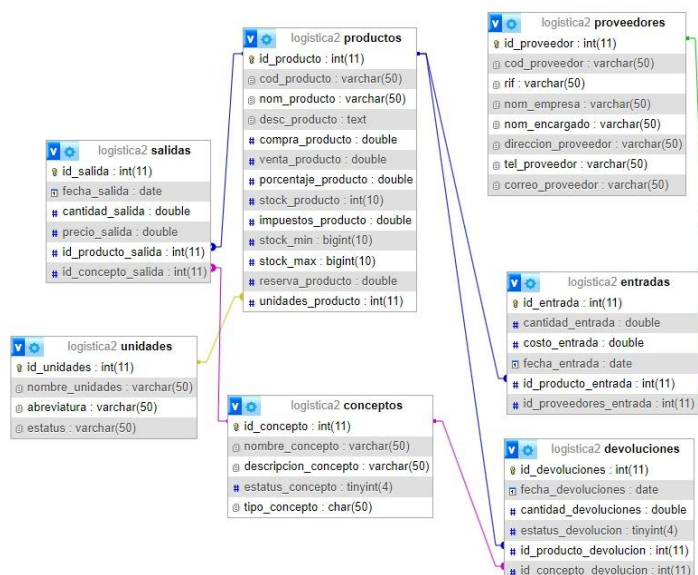 logistica2 productos
id_producto : int(11)
cod_producto : varchar(50)
nom_producto : varchar(50)
desc_producto : text
compra_producto : double
venta_producto : double
porcentaje_producto : double
stock_producto : int(10)
impuestos_producto : double
stock_min : bigint(10)
stock_max : bigint(10)
reserva_producto : double
unidades_producto : int(11)
logistica2 proveedores
id_proveedor : int(11)
cod_proveedor : varchar(50)
rif : varchar(50)
nom_empresa : varchar(50)
nom_encargado : varchar(50)
direccion_proveedor : varchar(50)
tel_proveedor : varchar(50)
correo_proveedor : varchar(50)
logistica2 salidas
id_salida : int(11)
fecha_salida : date
cantidad_salida : double
precio_salida : double
id_producto_salida : int(11)
id_concepto_salida : int(11)
logistica2 entradas
id_entrada : int(11)
cantidad_entrada : double
costo_entrada : double
fecha_entrada : date
id_producto_entrada : int(11)
id_proveedores_entrada : int(11)
logistica2 unidades
id_unidades : int(11)
nombre_unidades : varchar(50)
abreviatura : varchar(50)
estatus : varchar(50)
logistica2 conceptos
id_concepto : int(11)
nombre_concepto : varchar(50)
descripcion_concepto : varchar(50)
estatus_concepto : tinyint(4)
tipo_concepto : char(50)
logistica2 devoluciones
id_devoluciones : int(11)
fecha_devoluciones : date
cantidad_devoluciones : double
estatus_devolucion : tinyint(4)
id_producto_devolucion : int(11)
id_concepto_devolucion : int(11)